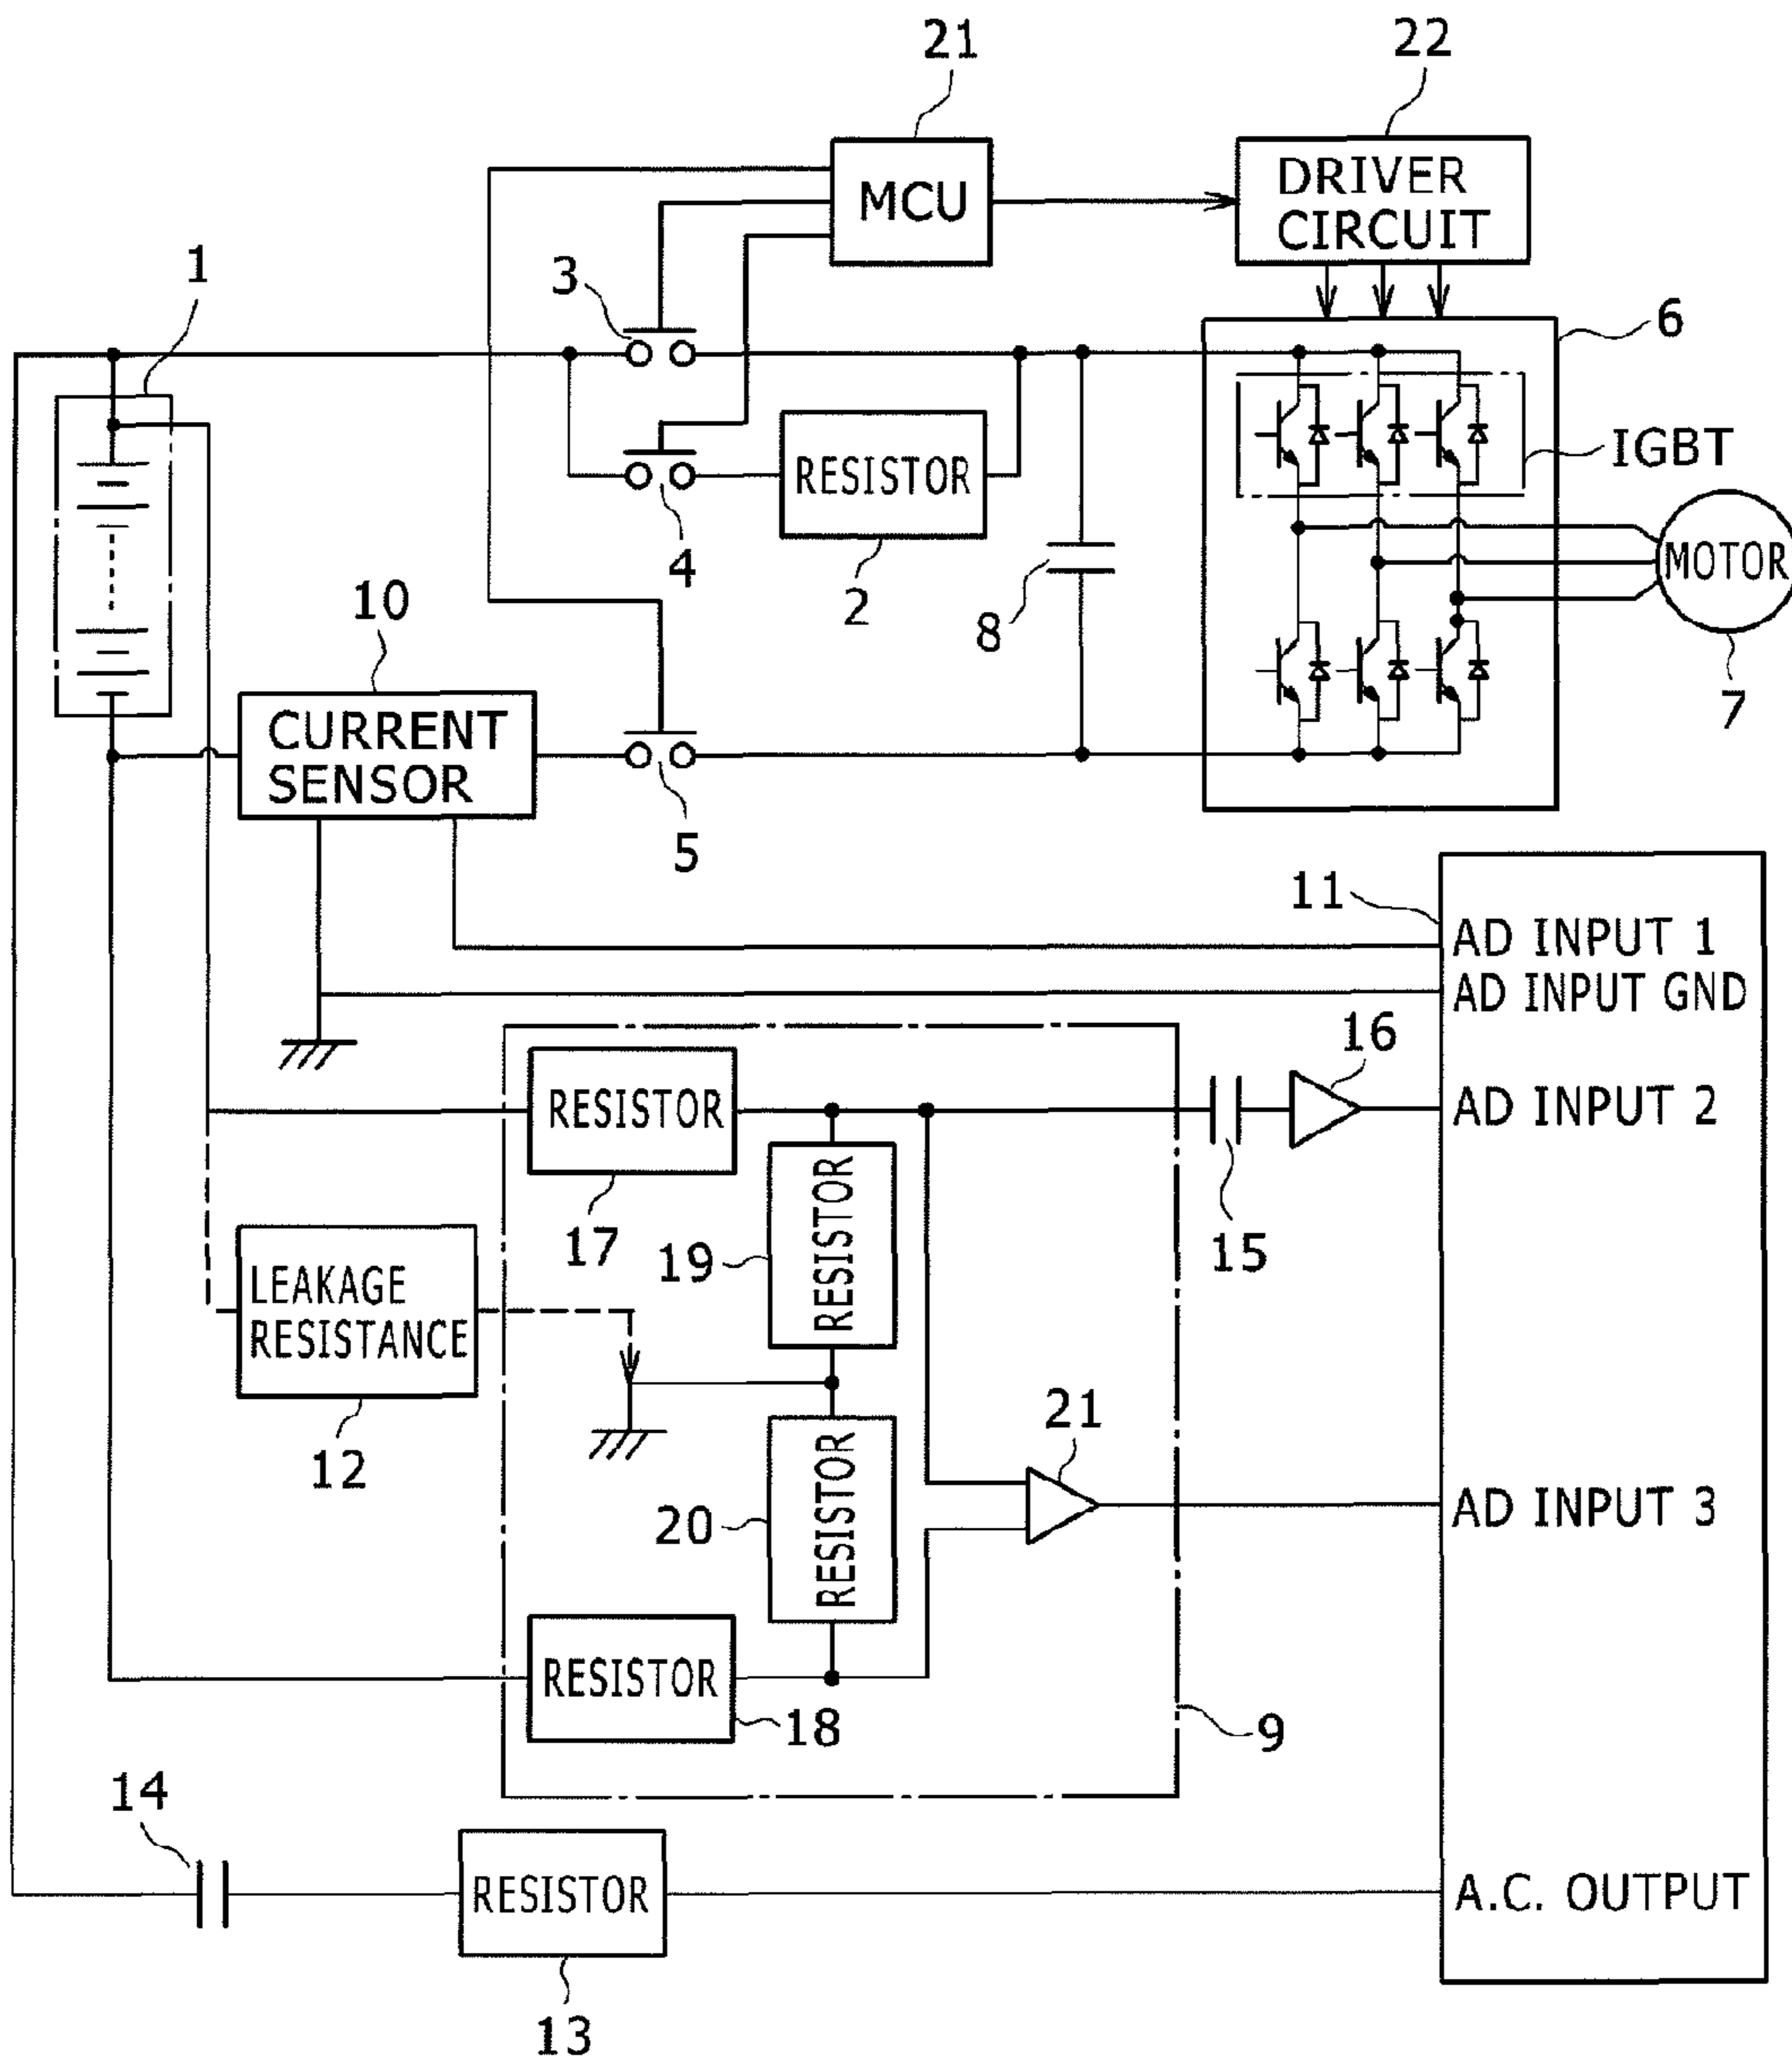 21
22
MCU
DRIVER
CIRCUIT
1
3
6
IGBT
RESISTOR
4
2
8
MOTOR
7
10
CURRENT
SENSOR
5
11
AD INPUT 1
AD INPUT GND
16
RESISTOR
AD INPUT 2
17
15
RESISTOR
19
LEAKAGE
RESISTANCE
12
21
RESISTOR
20
AD INPUT 3
RESISTOR
18
9
14
RESISTOR
A.C. OUTPUT
13